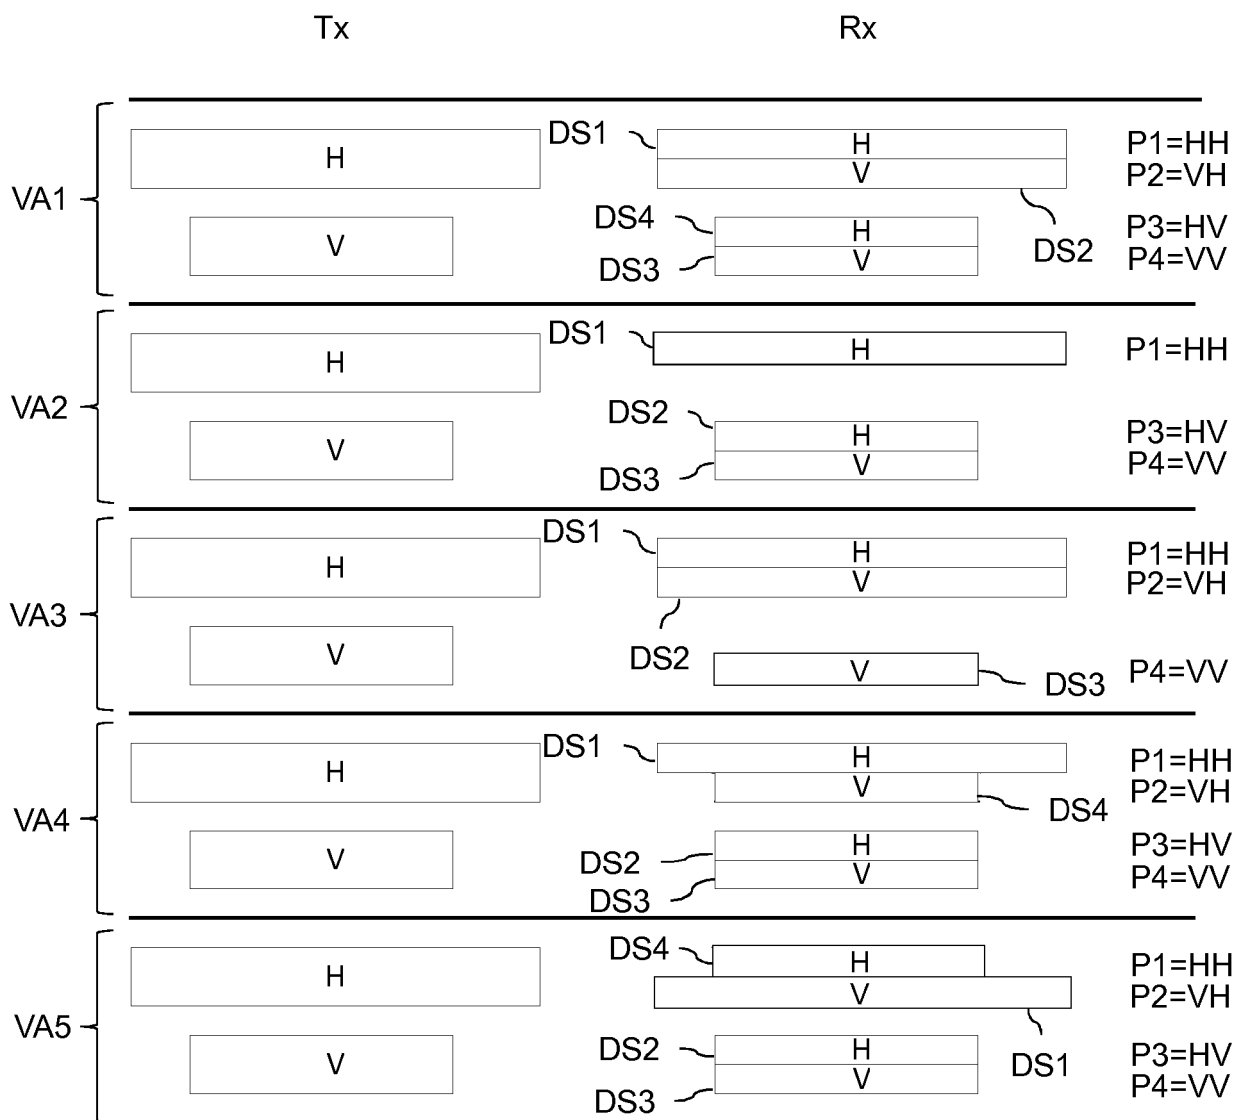 Tx Rx
VA1
H
V
DS1
H
V
DS2
DS4
H
DS3
V
P1=HH
P2=VH
P3=HV
P4=VV
VA2
H
V
DS1
H
DS2
H
DS3
V
P1=HH
P3=HV
P4=VV
VA3
H
V
DS1
H
V
DS2
V
DS3
P1=HH
P2=VH
P4=VV
VA4
H
V
DS1
H
V
DS4
DS2
H
DS3
V
P1=HH
P2=VH
P3=HV
P4=VV
VA5
H
V
DS4
H
V
DS1
DS2
H
DS3
V
P1=HH
P2=VH
P3=HV
P4=VV